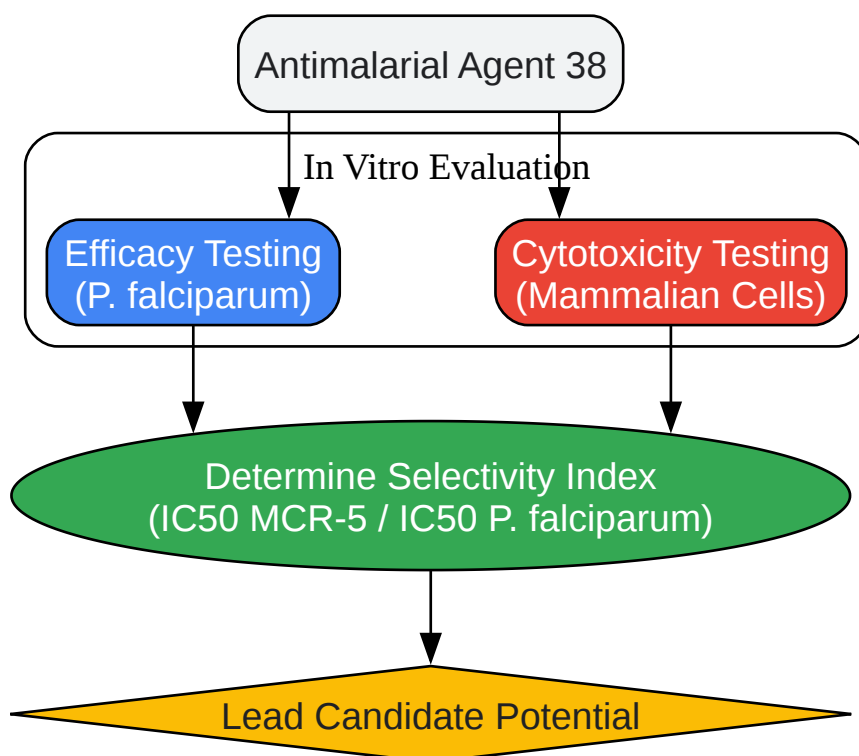 Antimalarial Agent 38
In Vitro Evaluation
Efficacy Testing
(P. falciparum)
Cytotoxicity Testing
(Mammalian Cells)
Determine Selectivity Index
(IC50 MCR-5 / IC50 P. falciparum)
Lead Candidate Potential